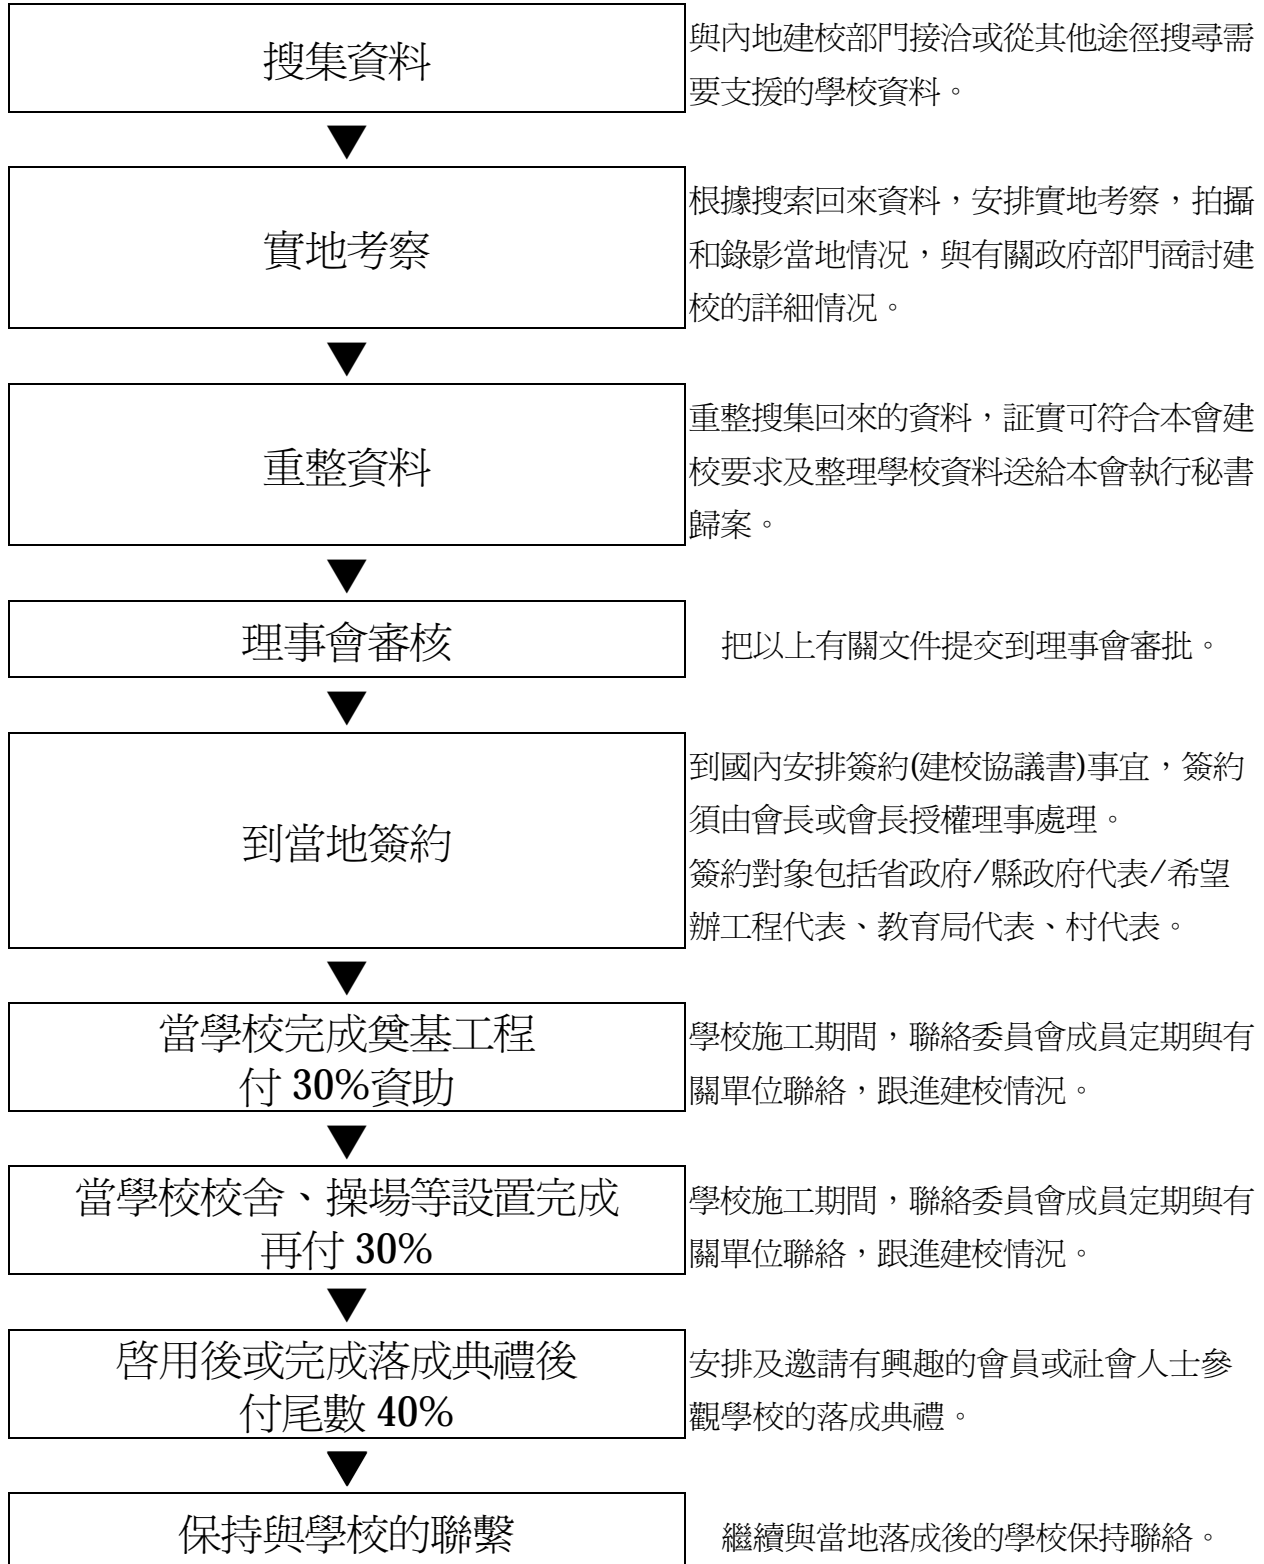 搜集資料
與內地建校部門接洽或從其他途徑搜尋需
要支援的學校資料。
實地考察
根據搜索回來資料，安排實地考察，拍攝
和錄影當地情況，與有關政府部門商討建
校的詳細情況。
重整資料
重整搜集回來的資料，証實可符合本會建
校要求及整理學校資料送給本會執行秘書
歸案。
理事會審核
把以上有關文件提交到理事會審批。
到當地簽約
到國內安排簽約(建校協議書)事宜，簽約
須由會長或會長授權理事處理。
簽約對象包括省政府/縣政府代表/希望
辦工程代表、教育局代表、村代表。
當學校完成奠基工程
付 30%資助
學校施工期間，聯絡委員會成員定期與有
關單位聯絡，跟進建校情況。
當學校校舍、操場等設置完成
再付 30%
學校施工期間，聯絡委員會成員定期與有
關單位聯絡，跟進建校情況。
啓用後或完成落成典禮後
付尾數 40%
安排及邀請有興趣的會員或社會人士參
觀學校的落成典禮。
保持與學校的聯繫
繼續與當地落成後的學校保持聯絡。